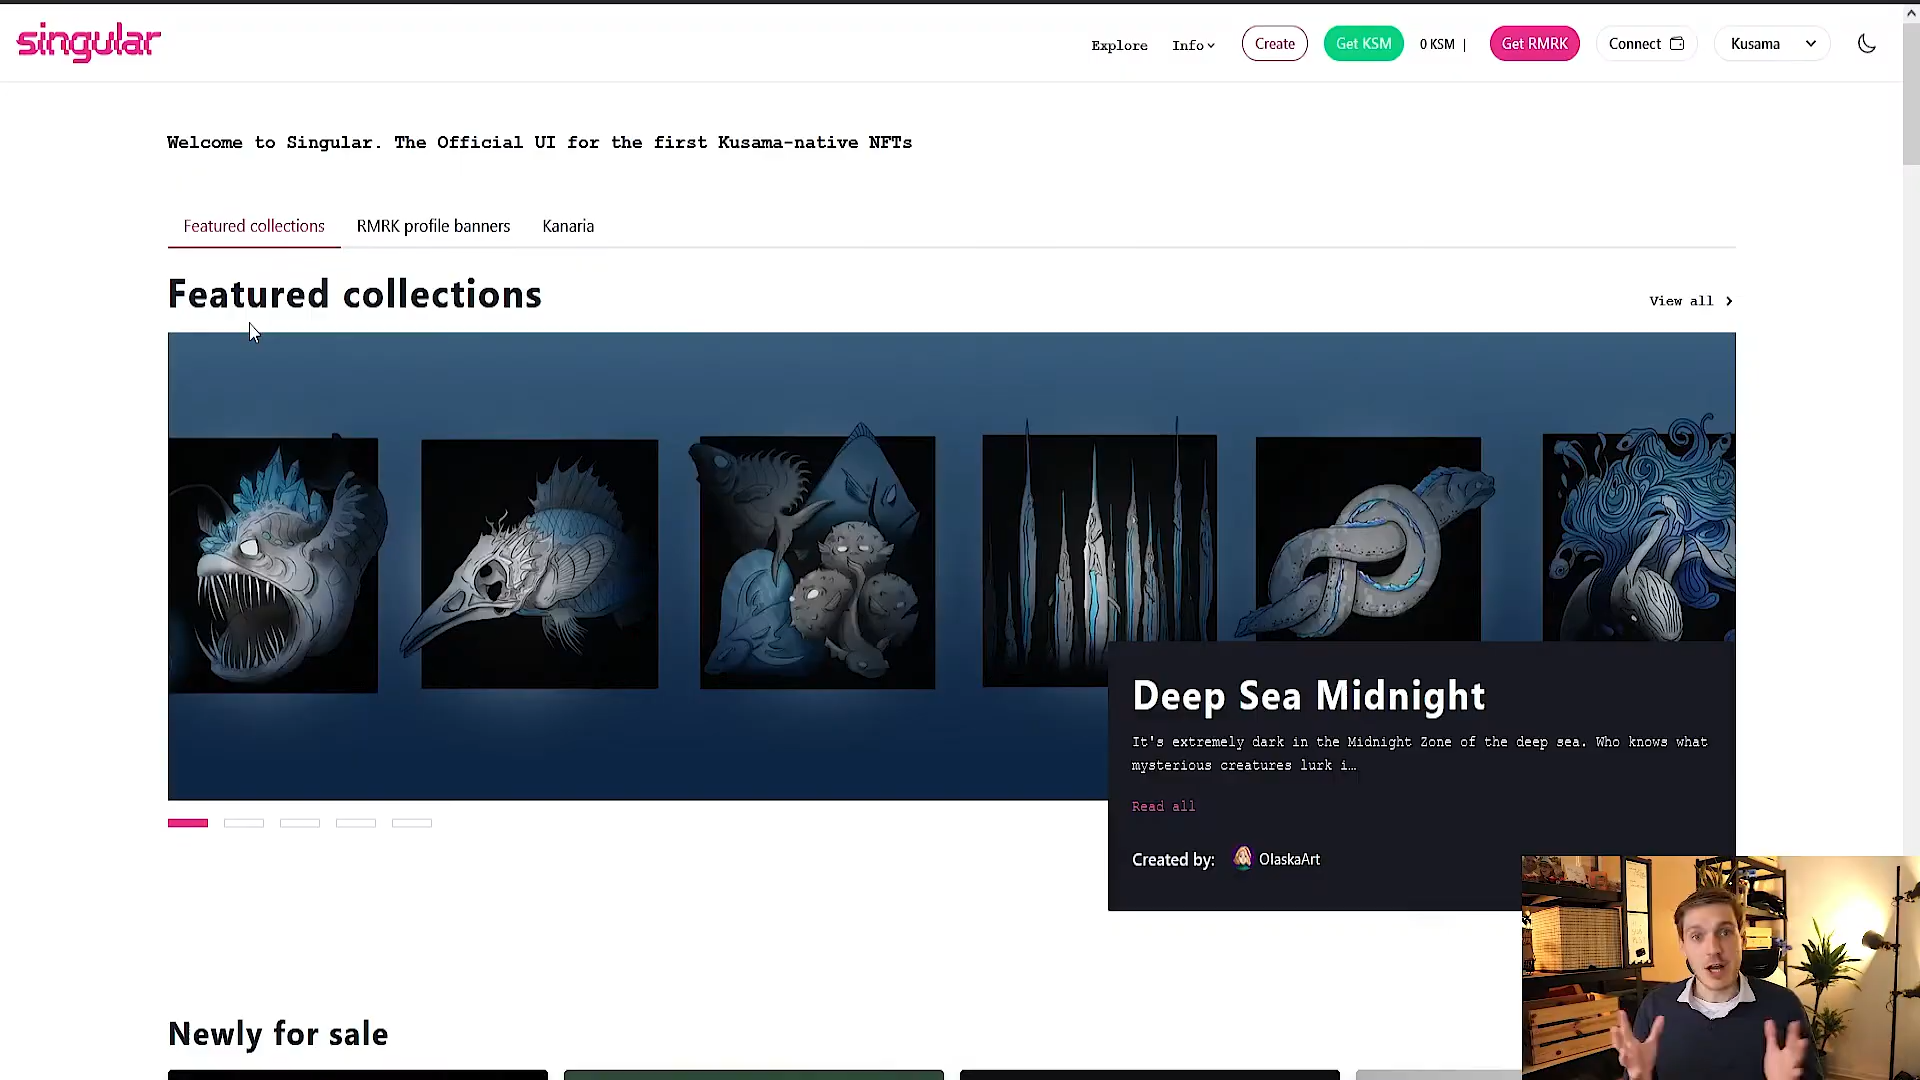 singular
Explore Info Create Get KSM 0 KSM | Get RMRK Connect Kusama
Welcome to Singular. The Official UI for the first Kusama-native NFTs
Featured collections RMRK profile banners Kanaria
Featured collections
View all
Deep Sea Midnight
It's extremely dark in the Midnight Zone of the deep sea. Who knows what
mysterious creatures lurk i…
Read all
Created by: OlaskaArt
Newly for sale